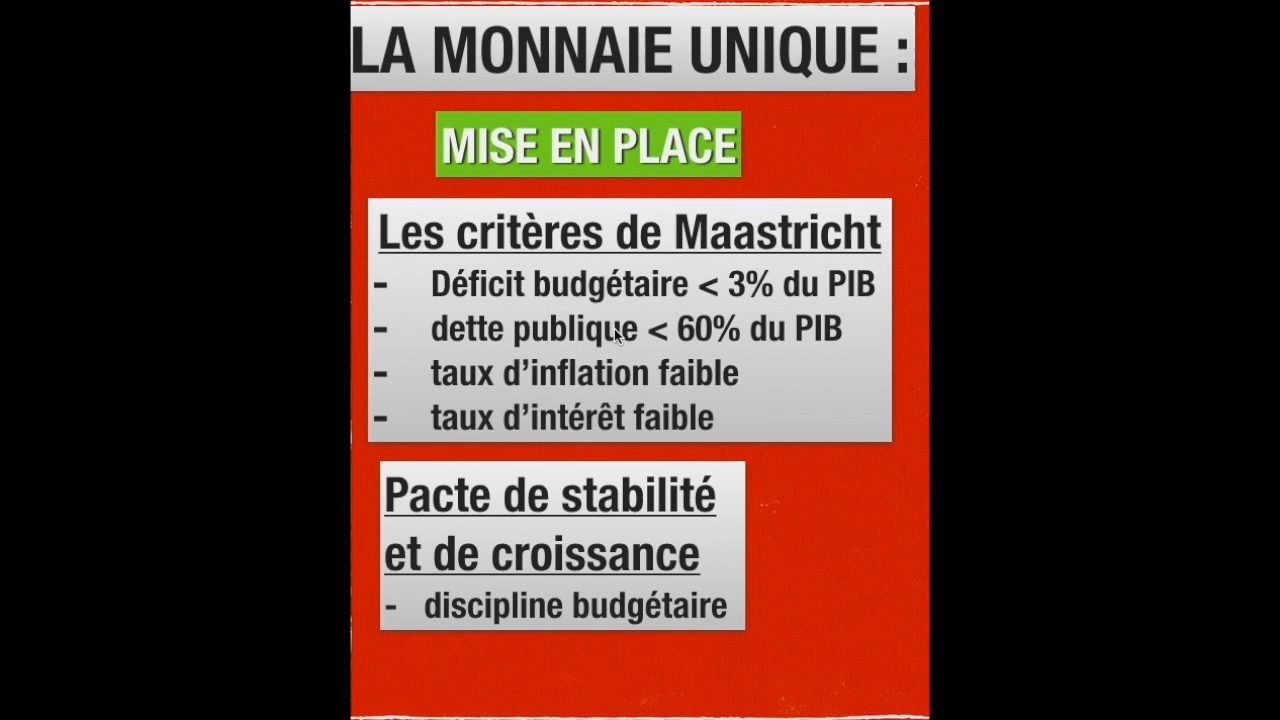 LA MONNAIE UNIQUE :
MISE EN PLACE
Les critères de Maastricht
- Déficit budgétaire < 3% du PIB
- dette publique < 60% du PIB
- taux d’inflation faible
- taux d’intérêt faible
Pacte de stabilité
et de croissance
- discipline budgétaire